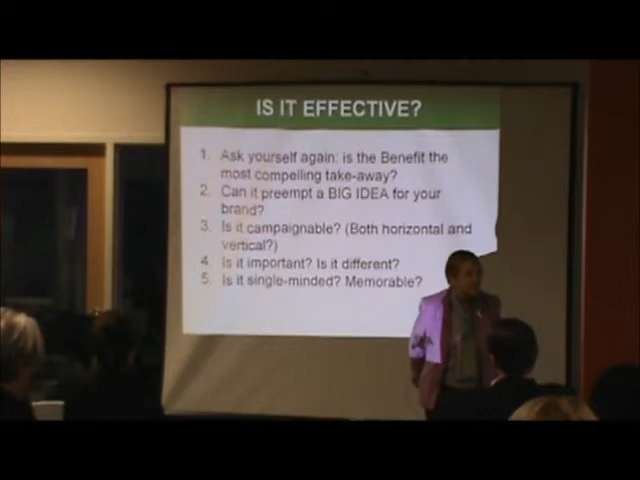 IS IT EFFECTIVE?
1. Ask yourself again: is the Benefit the
most compelling take-away?
2. Can it preempt a BIG IDEA for your
brand?
3. Is it campaignable? (Both horizontal and
vertical?)
4. Is it important? Is it different?
5. Is it single-minded? Memorable?